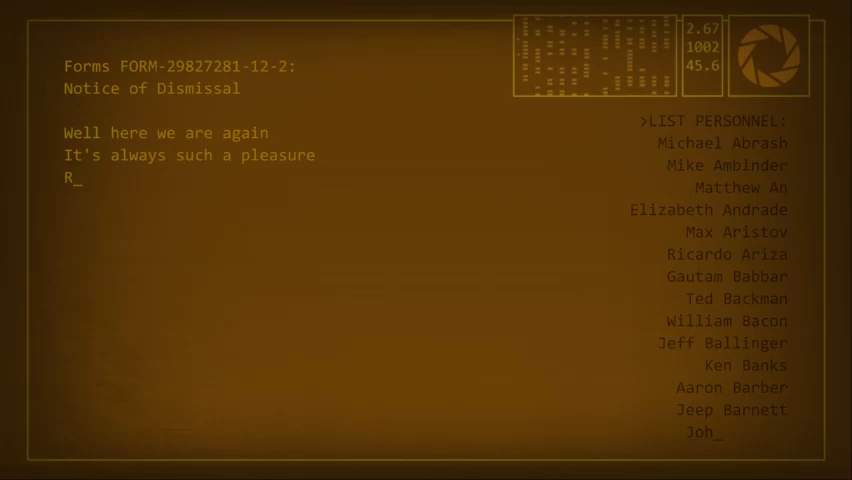 Forms FORM-29827281-12-2:
Notice of Dismissal
Well here we are again
It's always such a pleasure
R_
2.67
1002
45.6
>LIST PERSONNEL:
Michael Abrash
Mike Ambinder
Matthew An
Elizabeth Andrade
Max Aristov
Ricardo Ariza
Gautam Babbar
Ted Backman
William Bacon
Jeff Ballinger
Ken Banks
Aaron Barber
Jeep Barnett
Joh_